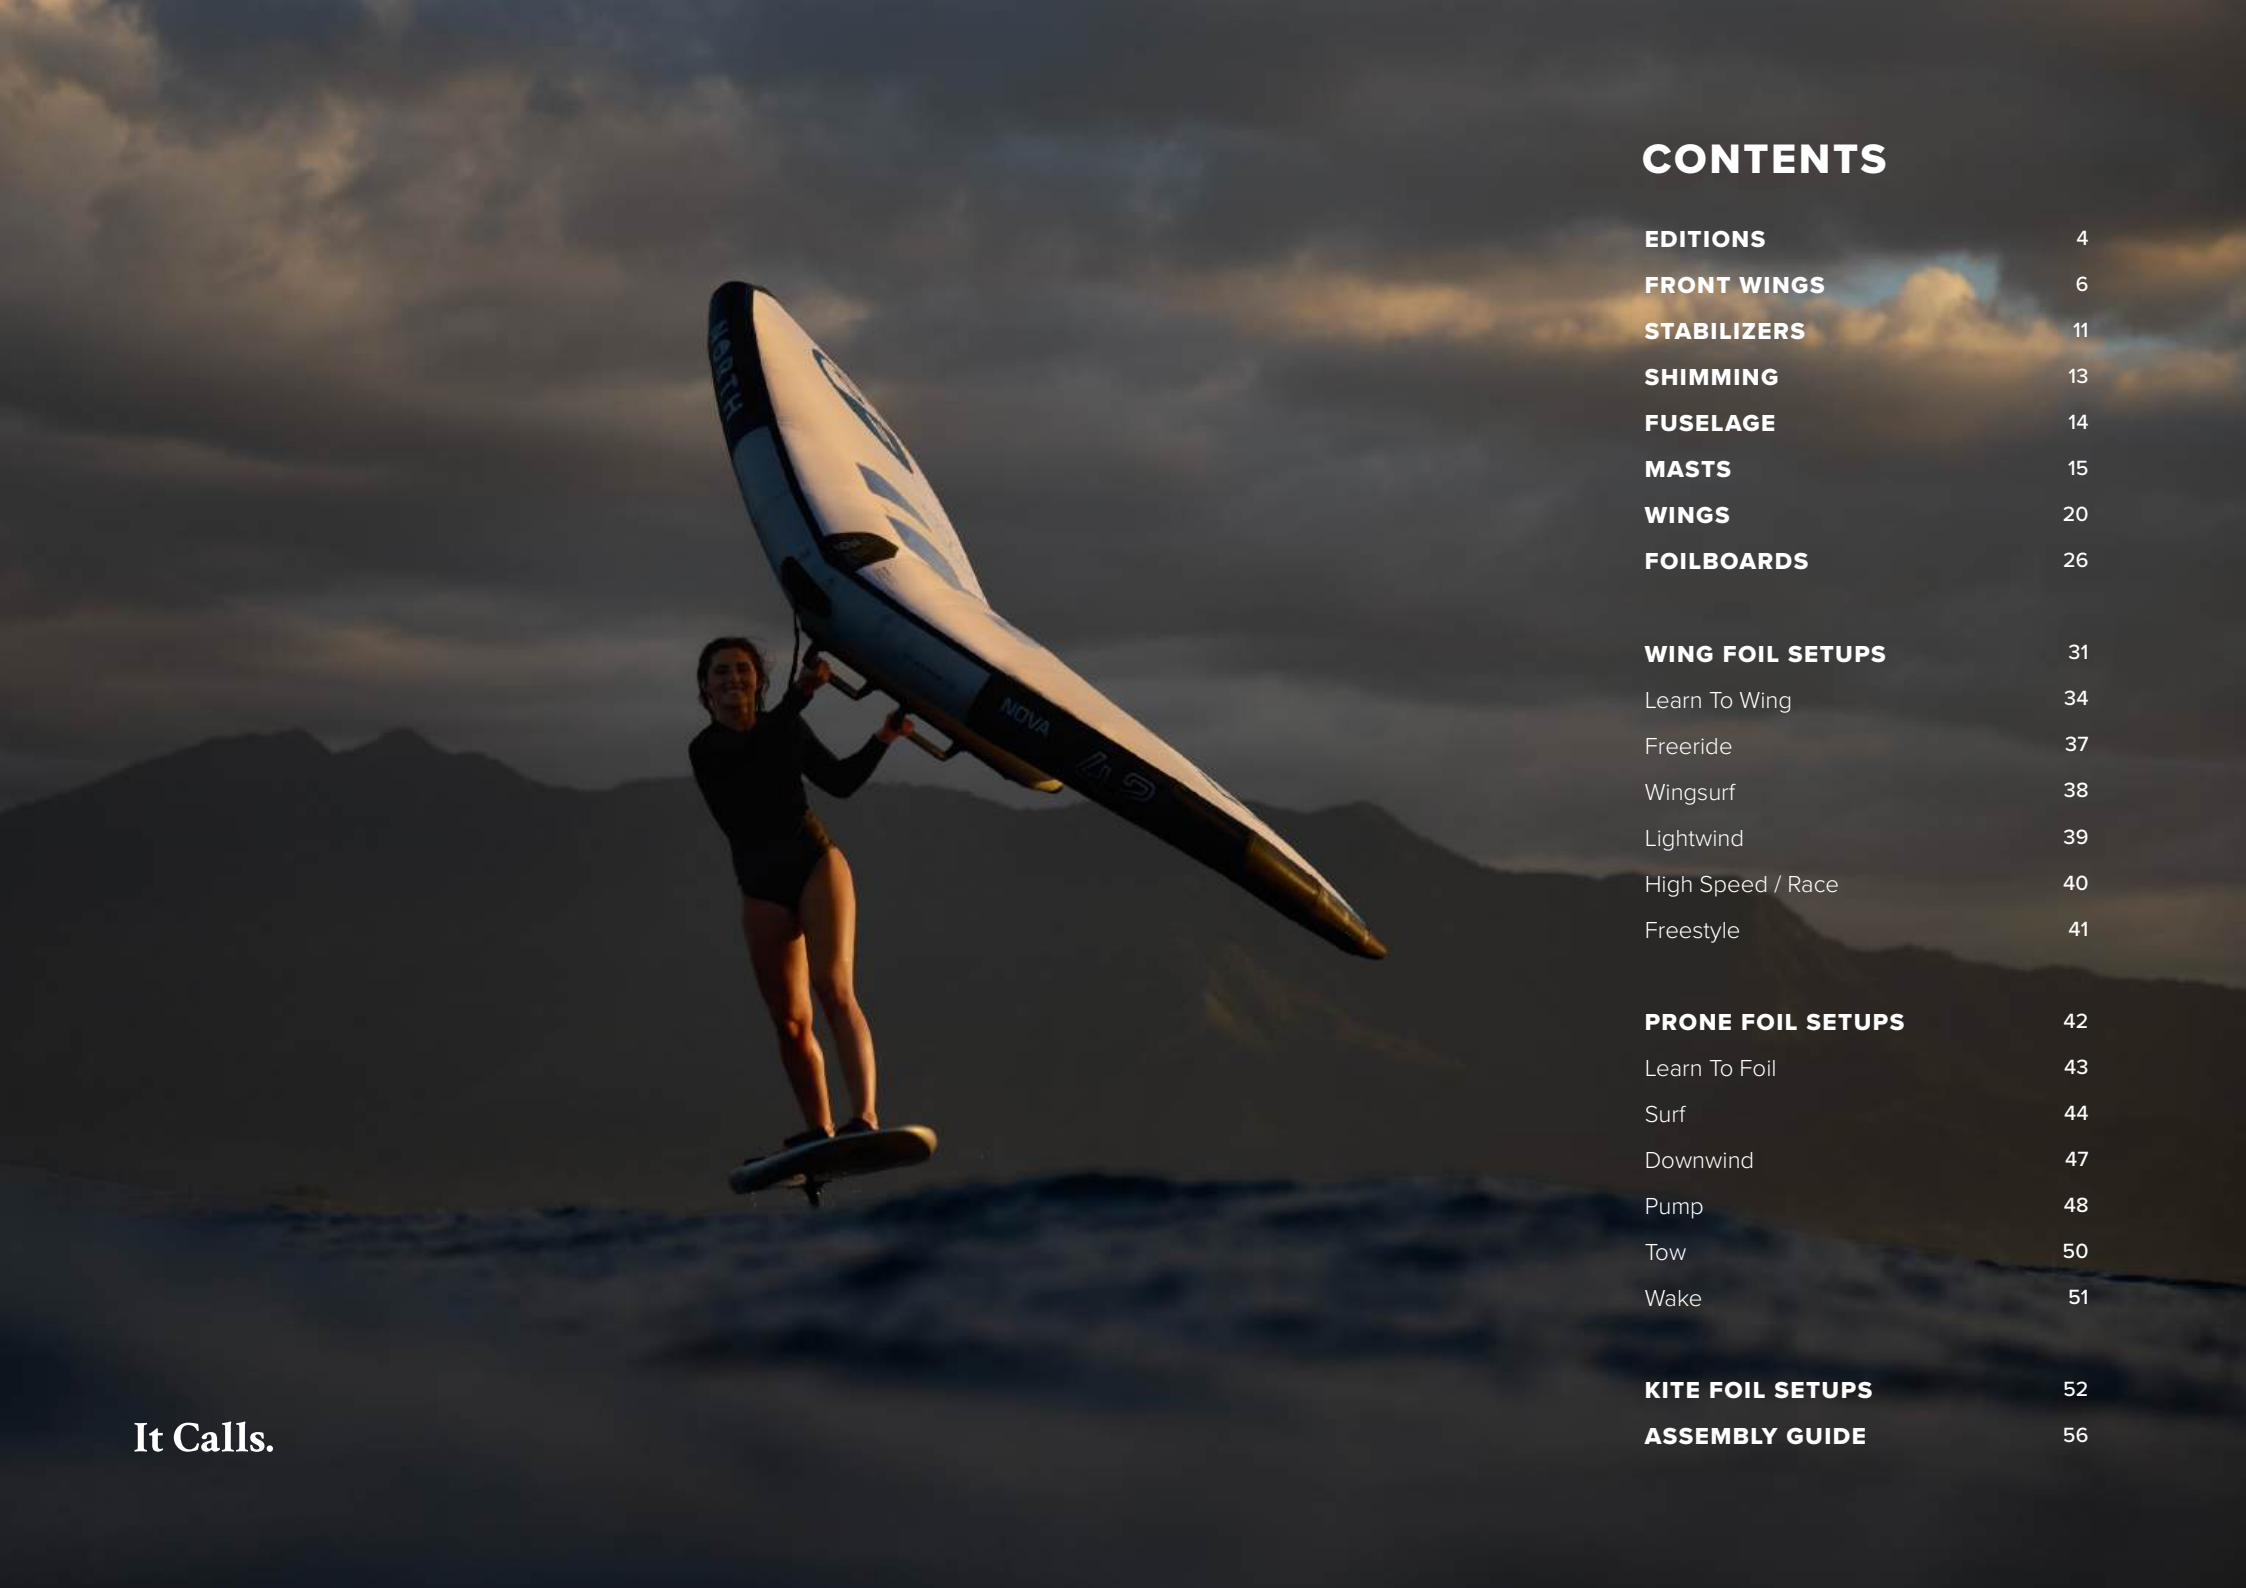 CONTENTS
EDITIONS 4
FRONT WINGS 6
STABILIZERS 11
SHIMMING 13
FUSELAGE 14
MASTS 15
WINGS 20
FOILBOARDS 26
WING FOIL SETUPS 31
Learn To Wing 34
Freeride 37
Wingsurf 38
Lightwind 39
High Speed / Race 40
Freestyle 41
PRONE FOIL SETUPS 42
Learn To Foil 43
Surf 44
Downwind 47
Pump 48
Tow 50
Wake 51
KITE FOIL SETUPS 52
ASSEMBLY GUIDE 56
It Calls.
NORTH
NOVA
4.2